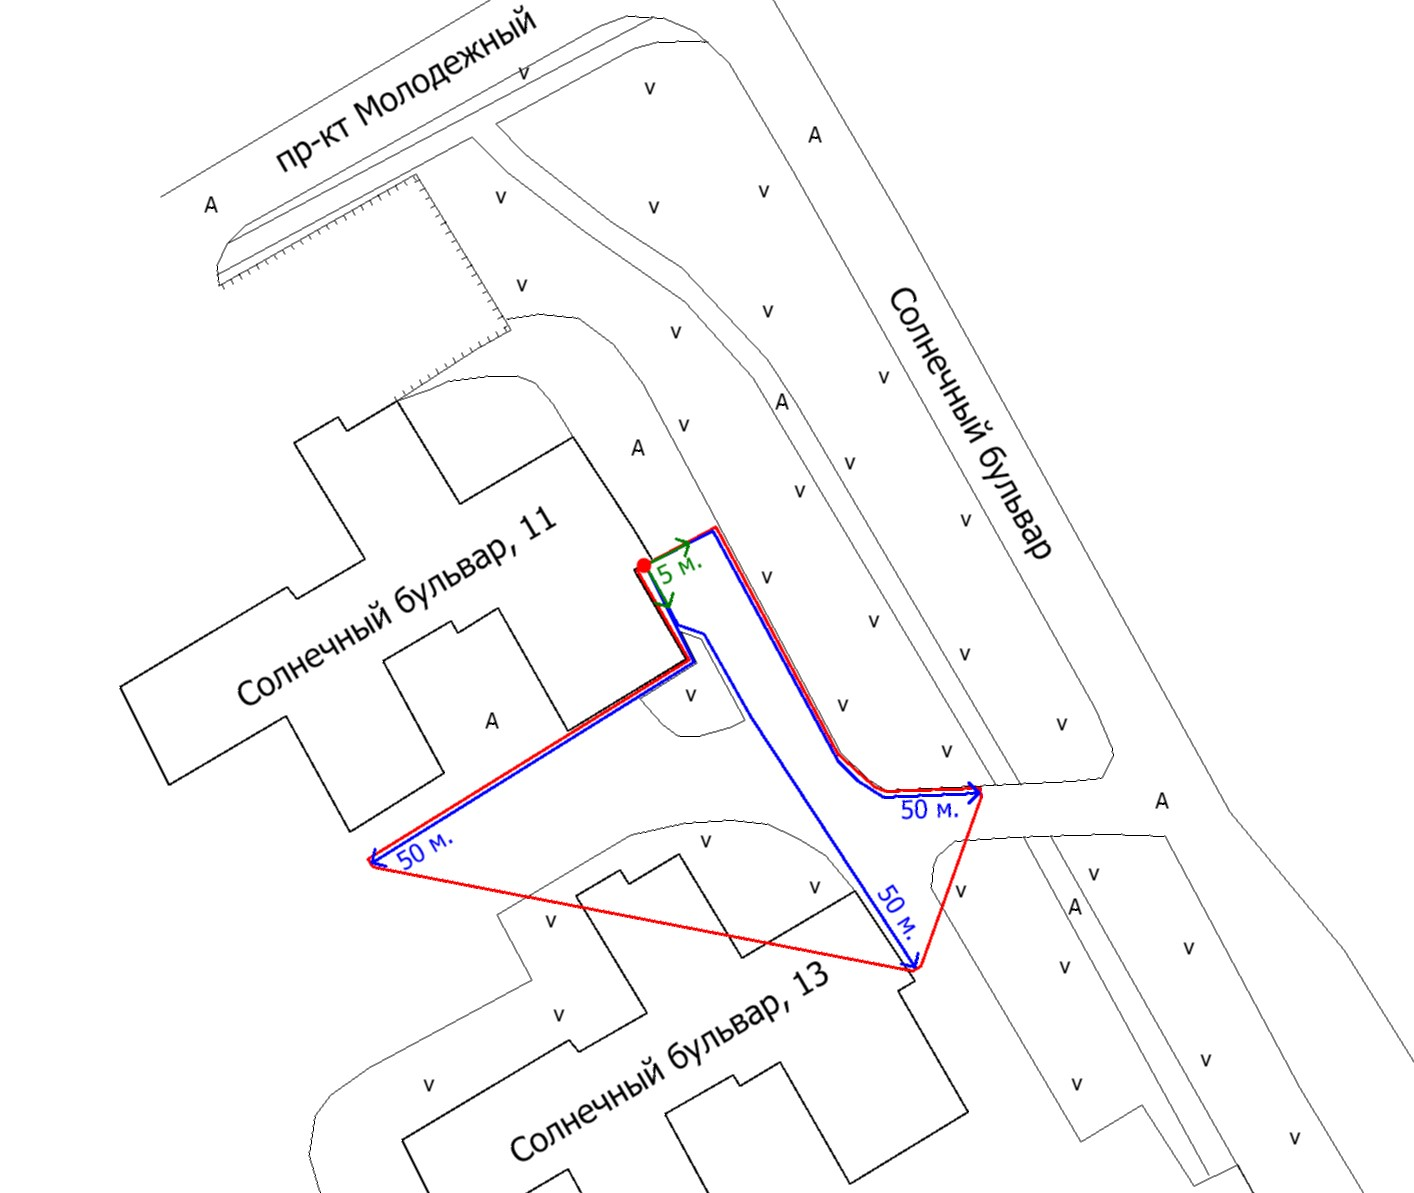 пр-кт Молодежный
v
v
A
A
v
v
v
v
v
Солнечный бульвар
v
v
v
A
v
A
v
v
v
Солнечный бульвар, 11
5 м.
v
v
v
v
v
A
v
v
50 м.
A
50 м.
v
v
v
v
v
A
50 м.
v
v
v
Солнечный бульвар, 13
v
v
v
v
v